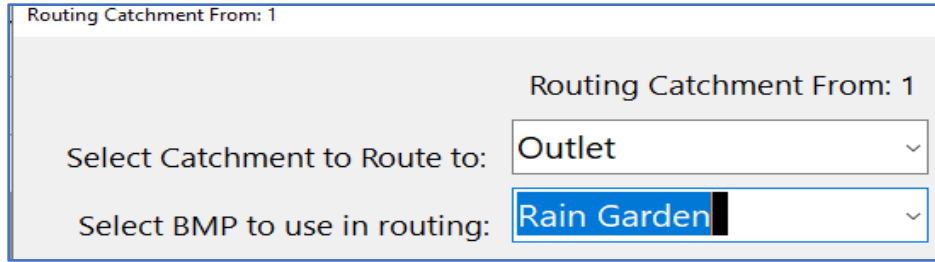 Routing Catchment From: 1
Routing Catchment From: 1
Select Catchment to Route to: Outlet
Select BMP to use in routing: Rain Garden